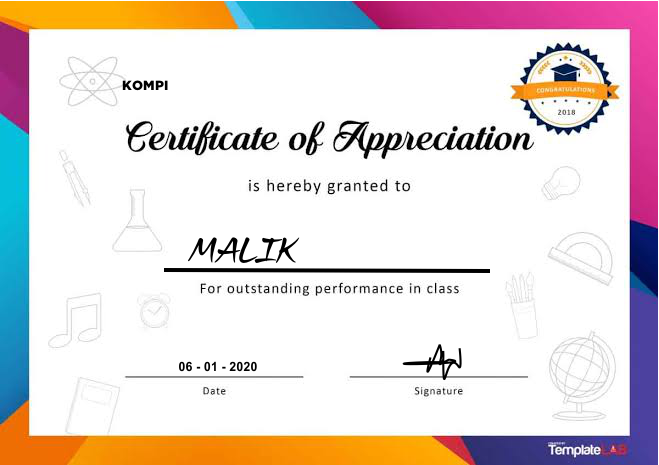 KOMPI
CONGRATULATIONS
2018
Certificate of Appreciation
is hereby granted to
MALIK
For outstanding performance in class
06 - 01 - 2020
Date
Signature
TemplateLAB